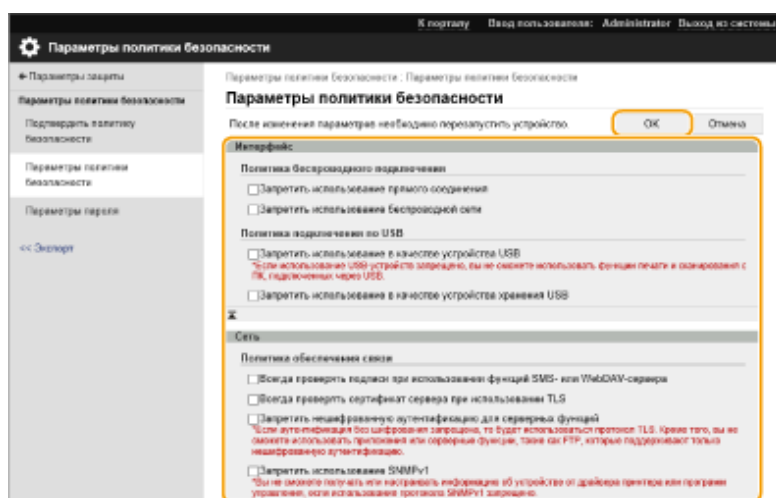 К порталу Вход пользователя: Administrator Выход из системы
Параметры политики безопасности
Параметры защиты
Параметры политики безопасности : Параметры политики безопасности
Параметры политики безопасности
Параметры политики безопасности
Подтвердить политику
безопасности
После изменения параметров необходимо перезапустить устройство.
OK
Отмена
Параметры политики
безопасности
Параметры пароля
<< Экспорт
Интерфейс
Политика беспроводного подключения
Запретить использование прямого соединения
Запретить использование беспроводной сети
Политика подключения по USB
Запретить использование в качестве устройства USB
*Если использование USB-устройств запрещено, вы не сможете использовать функции печати и сканирования с
ПК, подключенных через USB.
Запретить использование в качестве устройства хранения USB
Сеть
Политика обеспечения связи
Всегда проверять подписи при использовании функций SMS- или WebDAV-сервера
Всегда проверять сертификат сервера при использовании TLS
Запретить нешифрованную аутентификацию для серверных функций
*Если аутентификация без шифрования запрещена, то будет использоваться протокол TLS. Кроме того, вы не
сможете использовать приложения или серверные функции, такие как FTP, которые поддерживают только
нешифрованную аутентификацию.
Запретить использование SNMPv1
*Вы не сможете получать или настраивать информацию об устройстве от драйвера принтера или программ
управления, если использование протокола SNMPv1 запрещено.